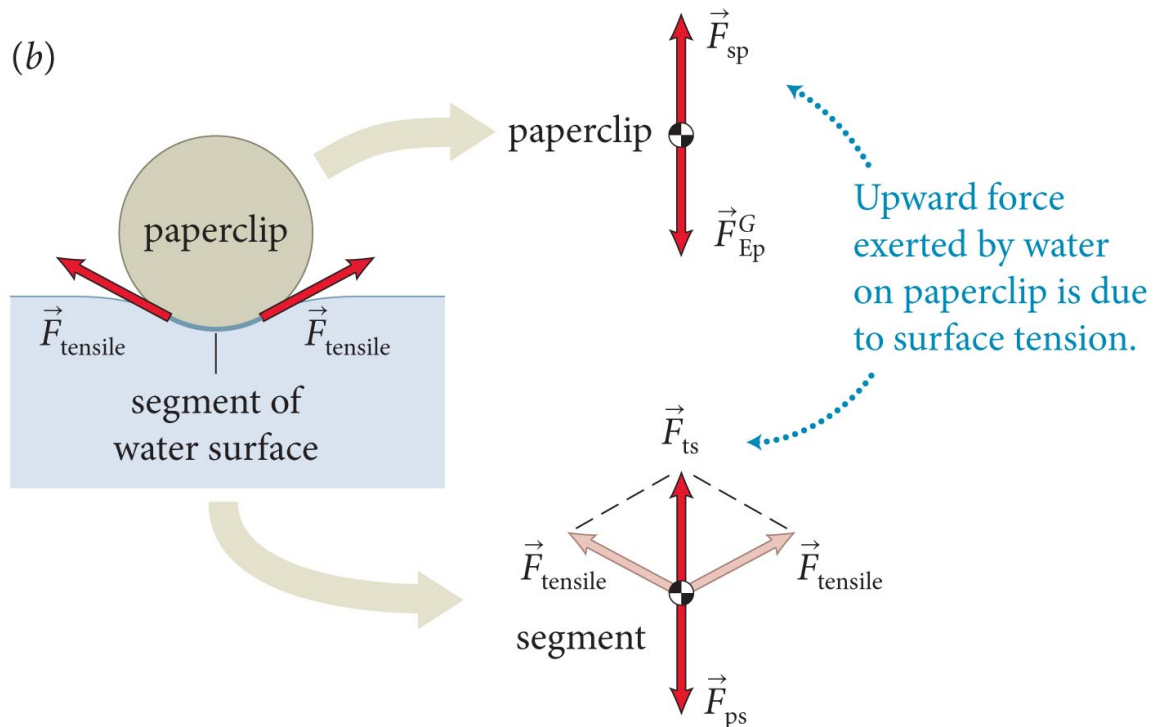 (b)
paperclip
F⃗tensile
F⃗tensile
segment of
water surface
F⃗sp
paperclip
F⃗ᴳEp
Upward force
exerted by water
on paperclip is due
to surface tension.
F⃗ts
F⃗tensile
F⃗tensile
segment
F⃗ps